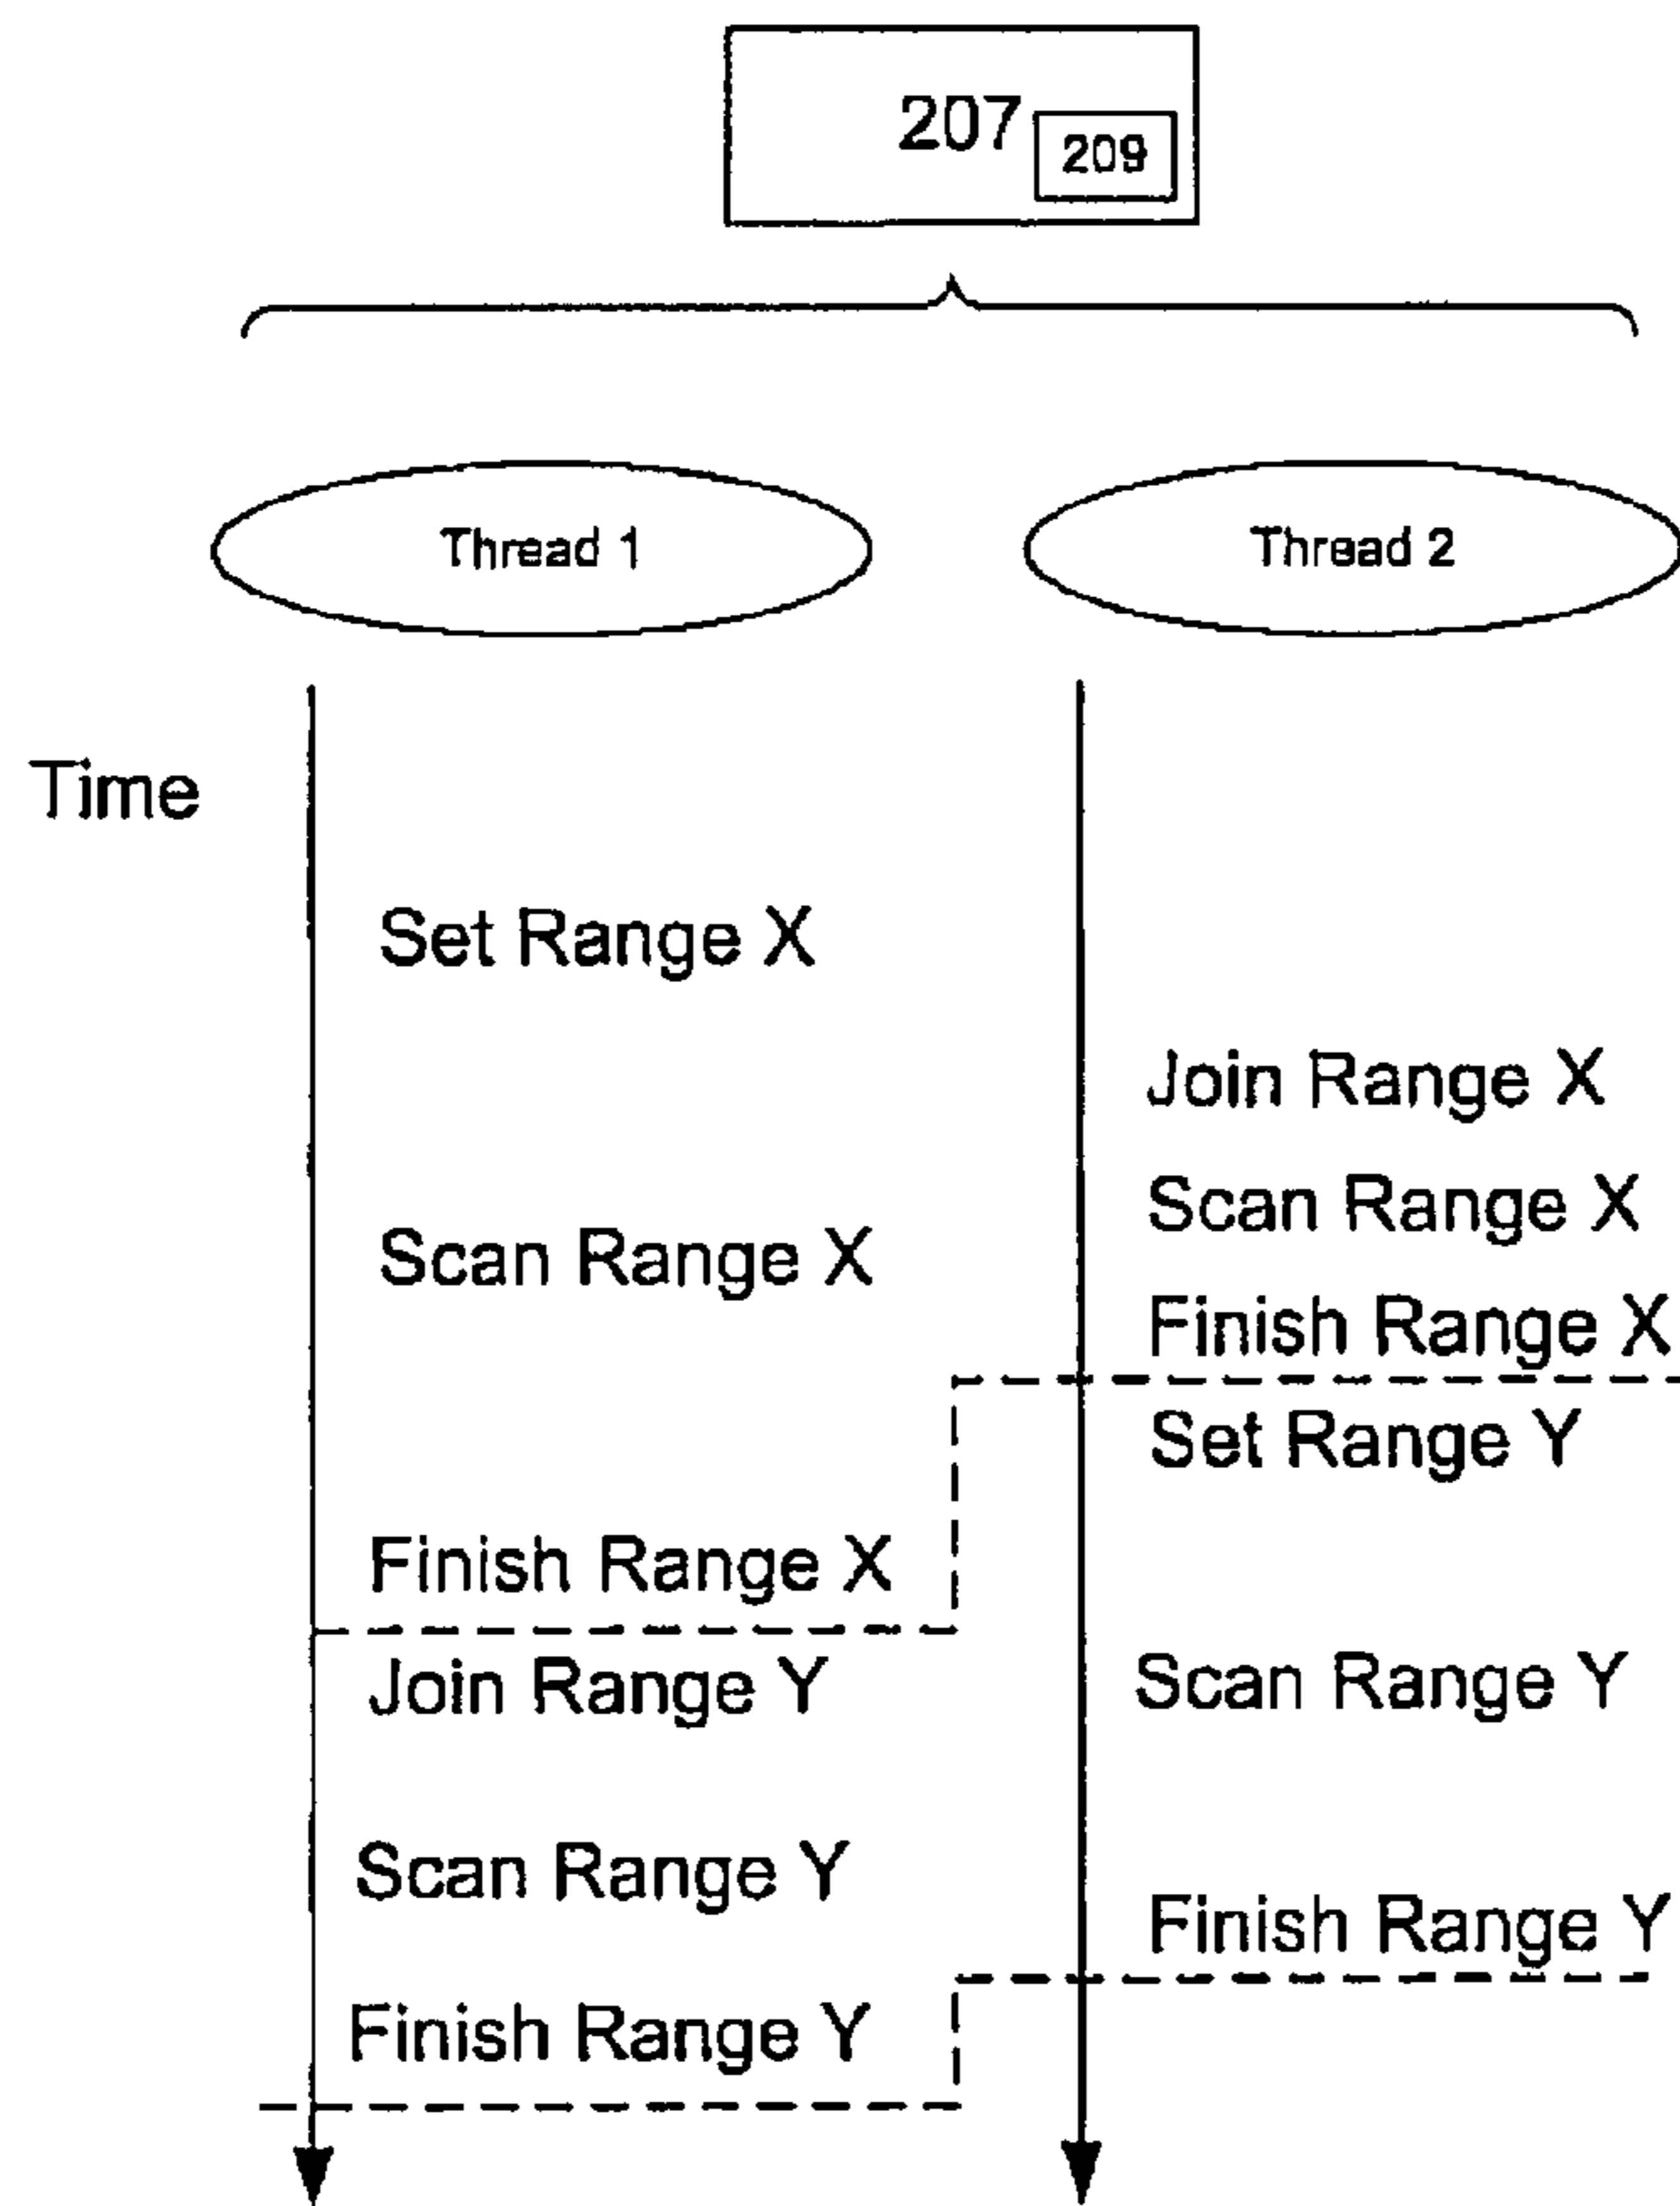 207
209
Thread 1
Thread 2
Time
Set Range X
Join Range X
Scan Range X
Scan Range X
Finish Range X
Set Range Y
Finish Range X
Join Range Y
Scan Range Y
Scan Range Y
Finish Range Y
Finish Range Y